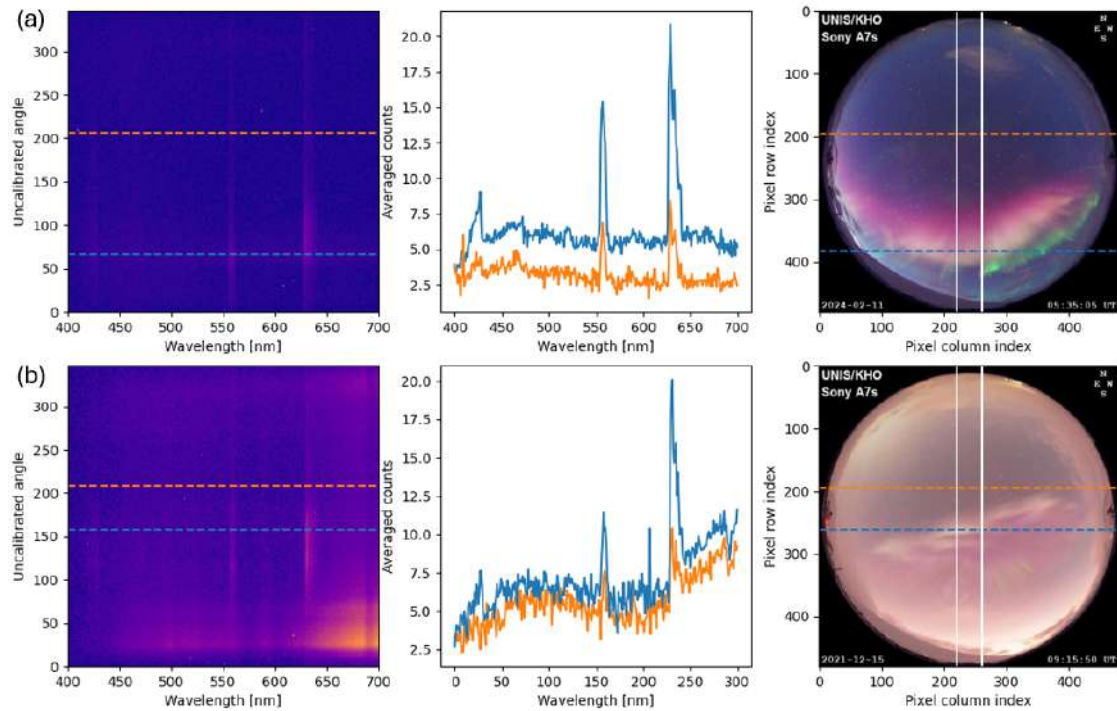 (a)
300
250
200
150
100
50
0
Uncalibrated angle
400 450 500 550 600 650 700
Wavelength [nm]
20.0
17.5
15.0
12.5
10.0
7.5
5.0
2.5
Averaged counts
400 450 500 550 600 650 700
Wavelength [nm]
UNIS/KHO
Sony A7s
N
E W
S
0
100
200
300
400
Pixel row index
2024-02-11 05:35:05 UT
0 100 200 300 400
Pixel column index
(b)
300
250
200
150
100
50
0
Uncalibrated angle
400 450 500 550 600 650 700
Wavelength [nm]
20.0
17.5
15.0
12.5
10.0
7.5
5.0
2.5
Averaged counts
0 50 100 150 200 250 300
Wavelength [nm]
UNIS/KHO
Sony A7s
N
E W
S
0
100
200
300
400
Pixel row index
2021-12-15 09:15:50 UT
0 100 200 300 400
Pixel column index